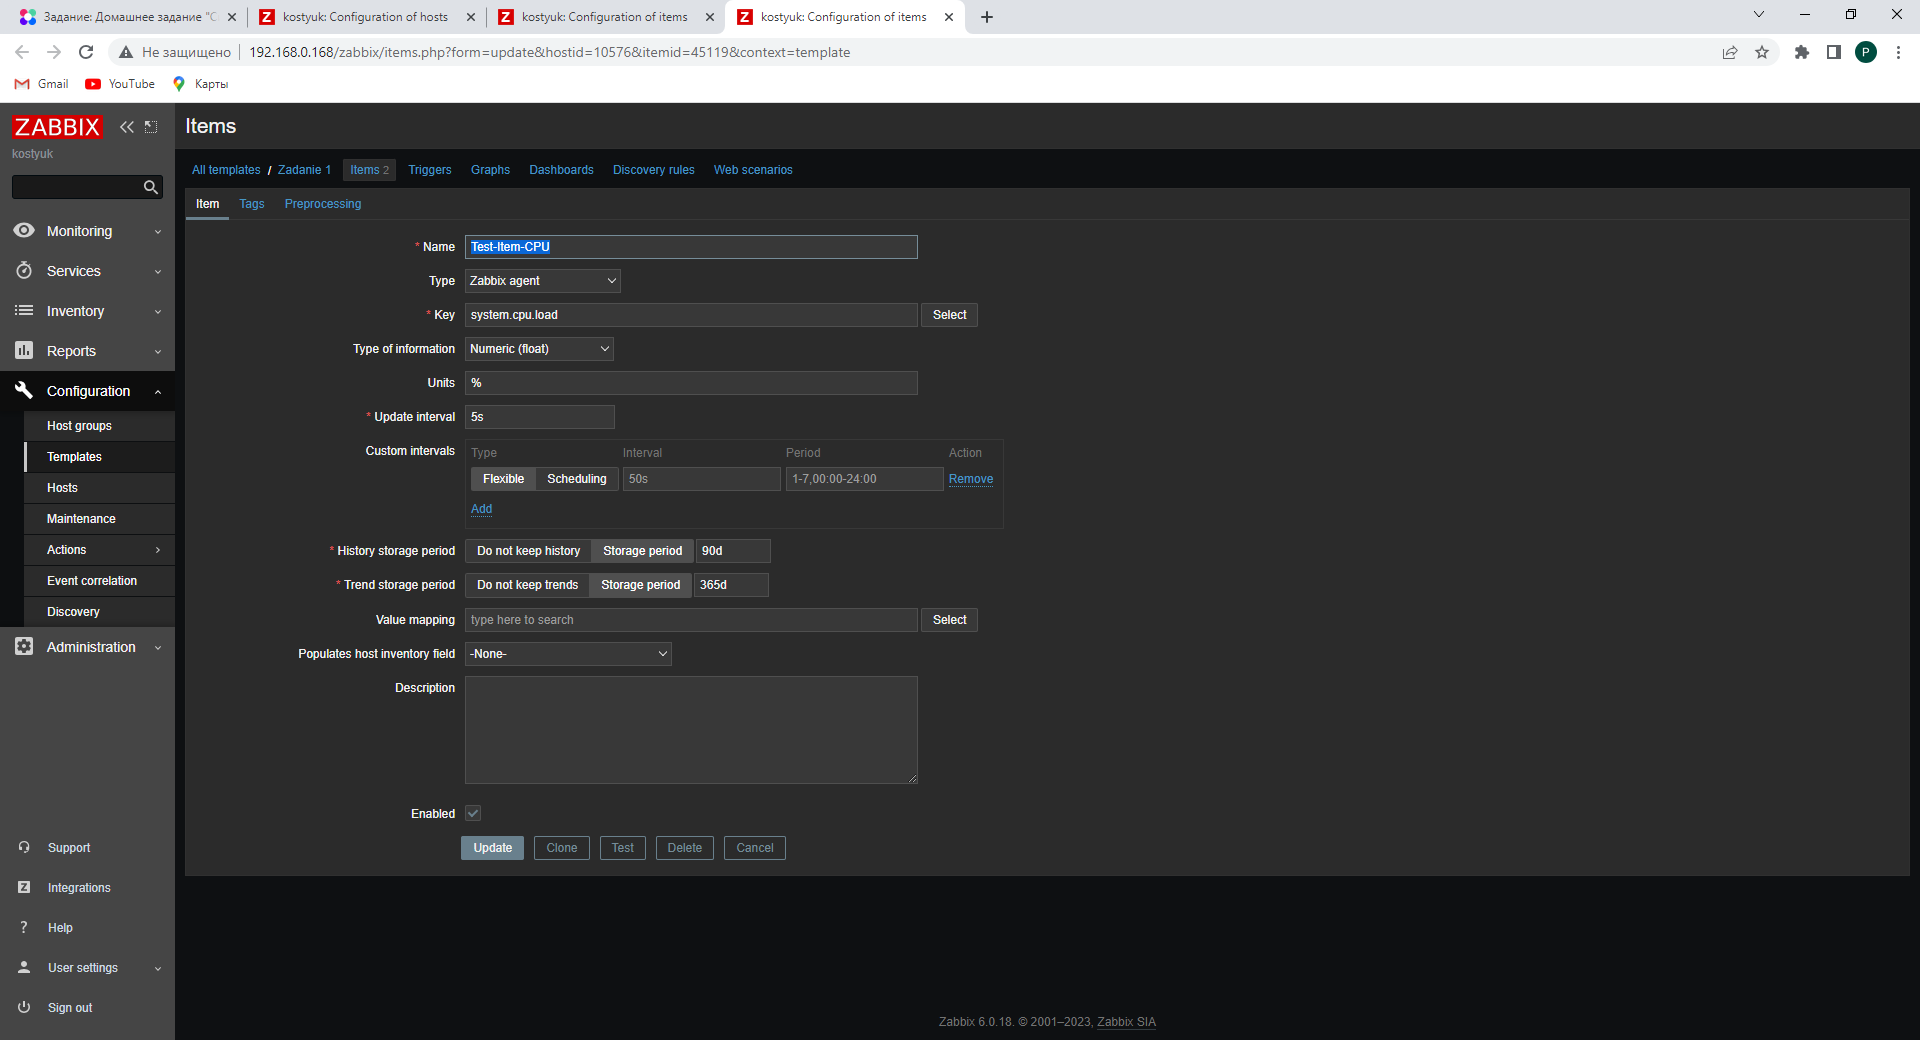 Задание: Домашнее задание "С
kostyuk: Configuration of hosts
kostyuk: Configuration of items
kostyuk: Configuration of items
Не защищено
192.168.0.168/zabbix/items.php?form=update&hostid=10576&itemid=45119&context=template
P
Gmail
YouTube
Карты
ZABBIX
kostyuk
Monitoring
Services
Inventory
Reports
Configuration
Host groups
Templates
Hosts
Maintenance
Actions
Event correlation
Discovery
Administration
Support
Integrations
Help
User settings
Sign out
Items
All templates / Zadanie 1 Items 2 Triggers Graphs Dashboards Discovery rules Web scenarios
Item Tags Preprocessing
* Name Test-Item-CPU
Type Zabbix agent
* Key system.cpu.load Select
Type of information Numeric (float)
Units %
* Update interval 5s
Custom intervals Type Interval Period Action
Flexible Scheduling 50s 1-7,00:00-24:00 Remove
Add
* History storage period Do not keep history Storage period 90d
* Trend storage period Do not keep trends Storage period 365d
Value mapping type here to search Select
Populates host inventory field -None-
Description
Enabled
Update Clone Test Delete Cancel
Zabbix 6.0.18. © 2001–2023, Zabbix SIA